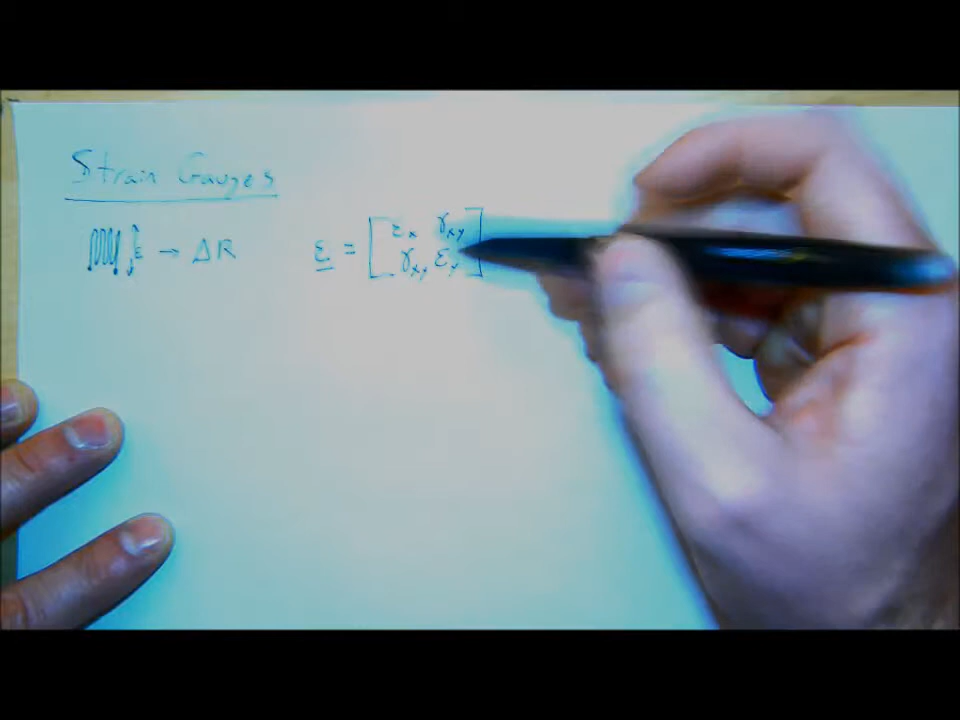 Strain Gauges
ε → ΔR
ε = [ εx γxy
γxy εy ]